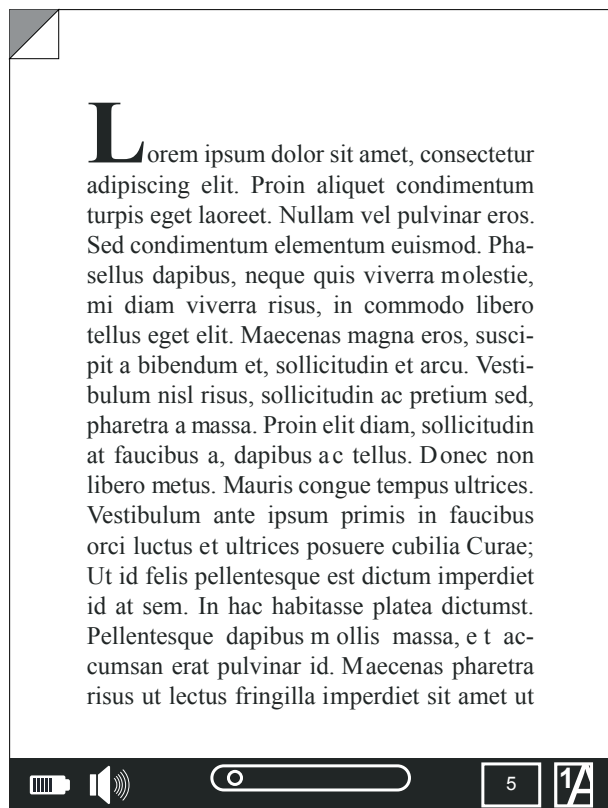 Lorem ipsum dolor sit amet, consectetur
adipiscing elit. Proin aliquet condimentum
turpis eget laoreet. Nullam vel pulvinar eros.
Sed condimentum elementum euismod. Pha-
sellus dapibus, neque quis viverra molestie,
mi diam viverra risus, in commodo libero
tellus eget elit. Maecenas magna eros, susci-
pit a bibendum et, sollicitudin et arcu. Vesti-
bulum nisl risus, sollicitudin ac pretium sed,
pharetra a massa. Proin elit diam, sollicitudin
at faucibus a, dapibus ac tellus. Donec non
libero metus. Mauris congue tempus ultrices.
Vestibulum ante ipsum primis in faucibus
orci luctus et ultrices posuere cubilia Curae;
Ut id felis pellentesque est dictum imperdiet
id at sem. In hac habitasse platea dictumst.
Pellentesque dapibus mollis massa, et ac-
cumsan erat pulvinar id. Maecenas pharetra
risus ut lectus fringilla imperdiet sit amet ut
5 1A